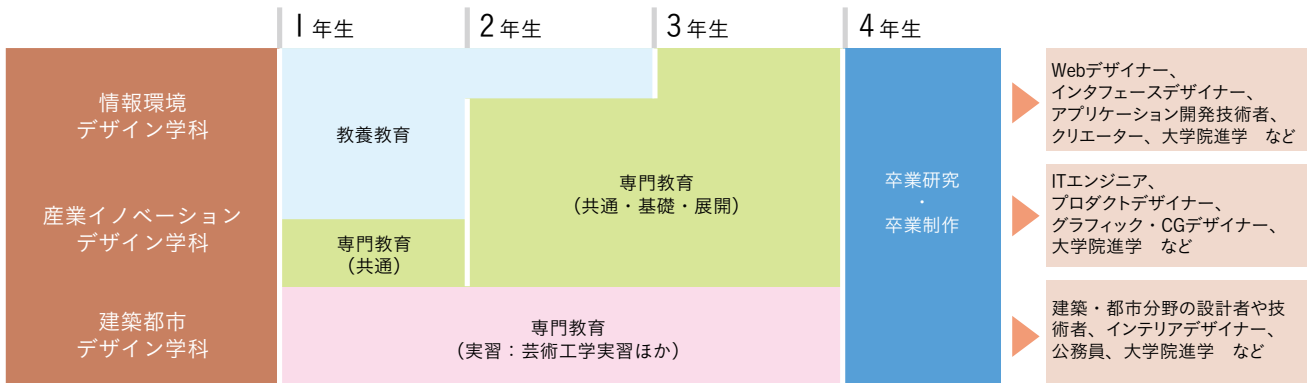 1年生
2年生
3年生
4年生
情報環境
デザイン学科
産業イノベーション
デザイン学科
建築都市
デザイン学科
教養教育
専門教育
(共通)
専門教育
(共通・基礎・展開)
専門教育
(実習：芸術工学実習ほか)
卒業研究
・
卒業制作
Webデザイナー、
インタフェースデザイナー、
アプリケーション開発技術者、
クリエーター、大学院進学　など
ITエンジニア、
プロダクトデザイナー、
グラフィック・CGデザイナー、
大学院進学　など
建築・都市分野の設計者や技
術者、インテリアデザイナー、
公務員、大学院進学　など